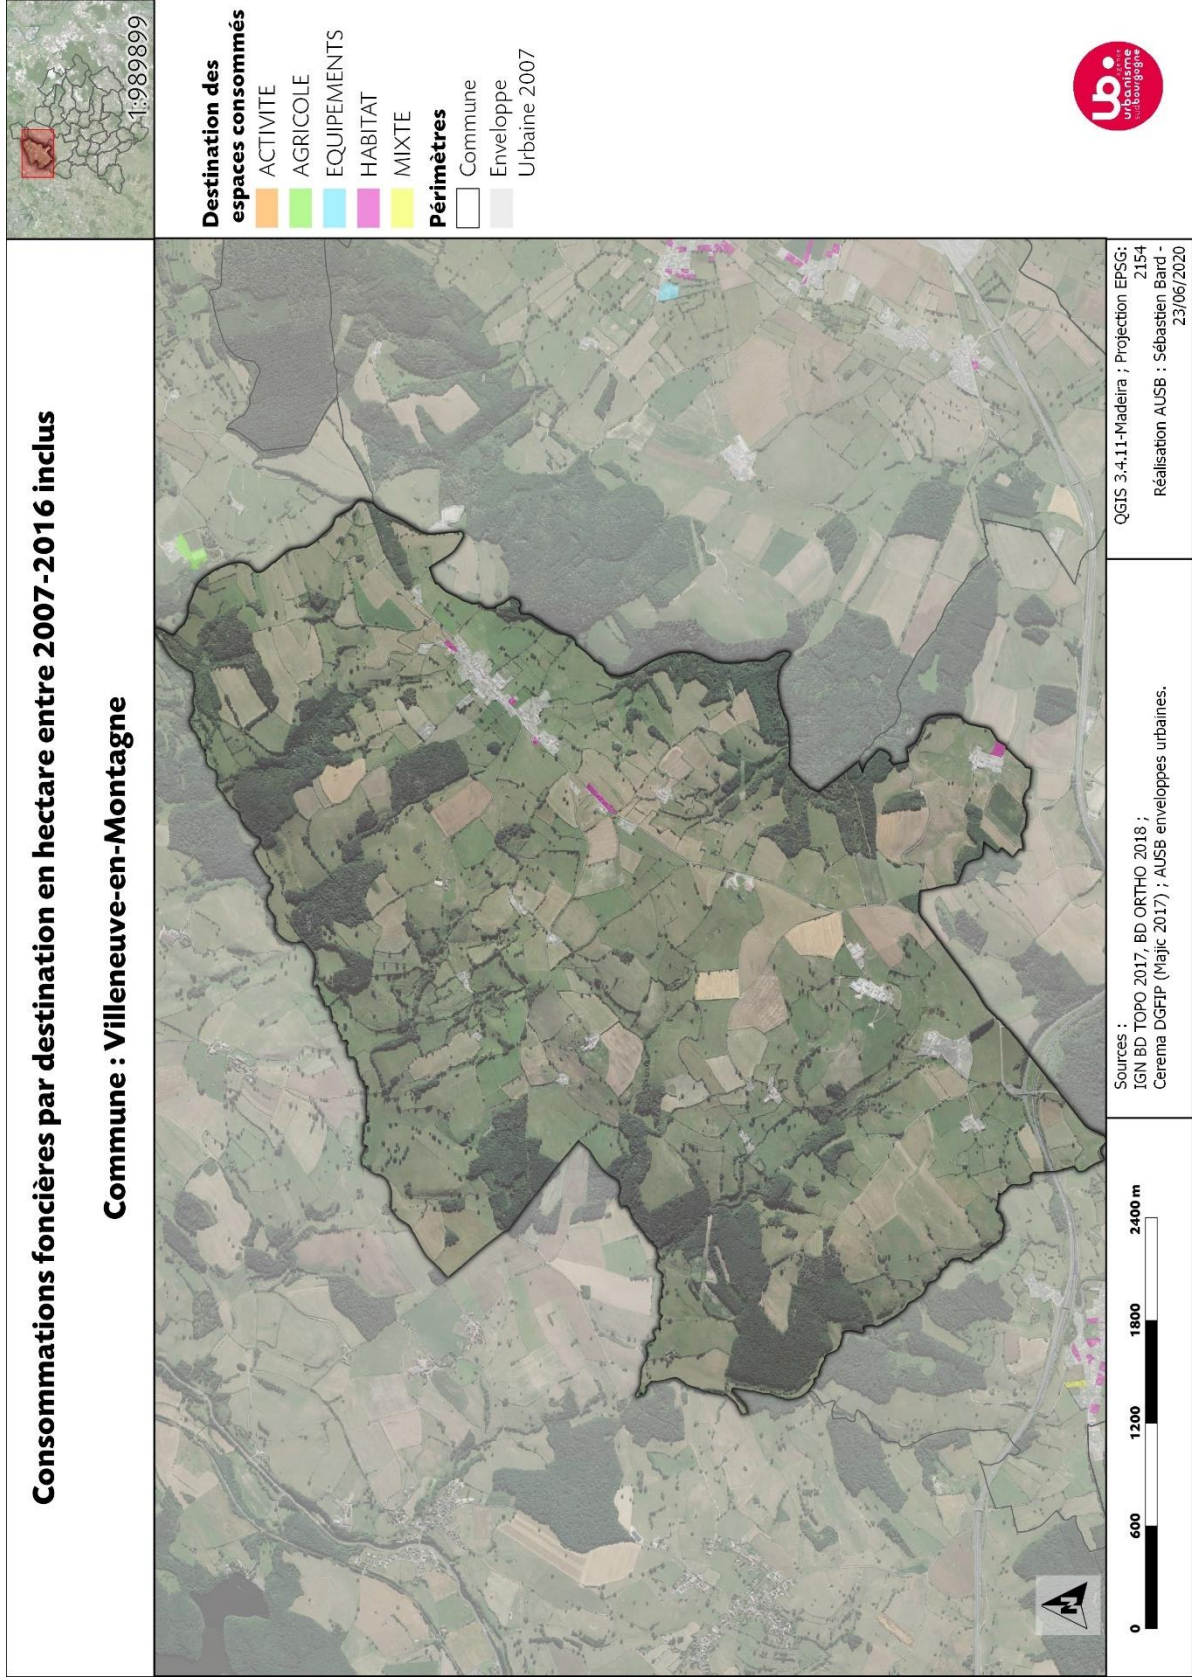 Consommations foncières par destination en hectare entre 2007-2016 inclus
Commune : Villeneuve-en-Montagne
1:989899
Destination des
espaces consommés
ACTIVITE
AGRICOLE
EQUIPEMENTS
HABITAT
MIXTE
Périmètres
Commune
Enveloppe
Urbaine 2007
N
0 600 1200 1800 2400 m
Sources :
IGN BD TOPO 2017, BD ORTHO 2018 ;
Cerema DGFIP (Majic 2017) ; AUSB enveloppes urbaines.
QGIS 3.4.11-Madeira ; Projection EPSG:
2154
Réalisation AUSB : Sébastien Bard -
23/06/2020
ub.
agence
urbanisme
sudbourgogne